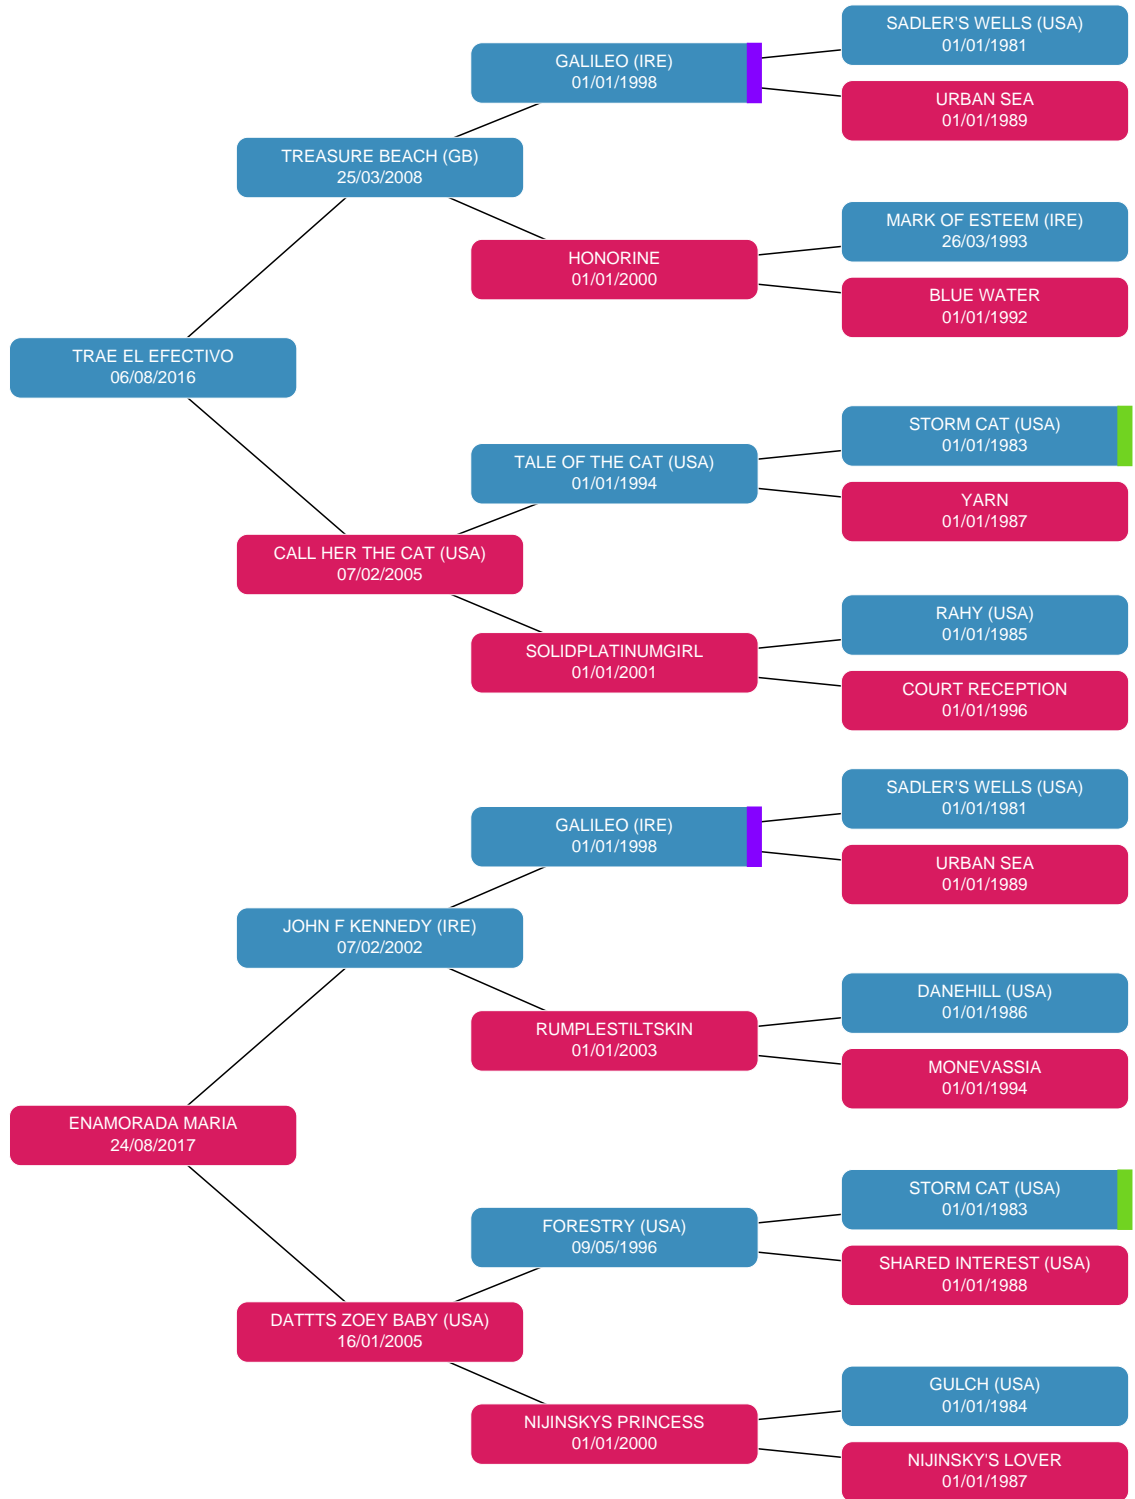 SADLER'S WELLS (USA)
01/01/1981
GALILEO (IRE)
01/01/1998
URBAN SEA
01/01/1989
TREASURE BEACH (GB)
25/03/2008
MARK OF ESTEEM (IRE)
26/03/1993
HONORINE
01/01/2000
BLUE WATER
01/01/1992
TRAE EL EFECTIVO
06/08/2016
STORM CAT (USA)
01/01/1983
TALE OF THE CAT (USA)
01/01/1994
YARN
01/01/1987
CALL HER THE CAT (USA)
07/02/2005
RAHY (USA)
01/01/1985
SOLIDPLATINUMGIRL
01/01/2001
COURT RECEPTION
01/01/1996
SADLER'S WELLS (USA)
01/01/1981
GALILEO (IRE)
01/01/1998
URBAN SEA
01/01/1989
JOHN F KENNEDY (IRE)
07/02/2002
DANEHILL (USA)
01/01/1986
RUMPLESTILTSKIN
01/01/2003
MONEVASSIA
01/01/1994
ENAMORADA MARIA
24/08/2017
STORM CAT (USA)
01/01/1983
FORESTRY (USA)
09/05/1996
SHARED INTEREST (USA)
01/01/1988
DATTTS ZOEY BABY (USA)
16/01/2005
GULCH (USA)
01/01/1984
NIJINSKYS PRINCESS
01/01/2000
NIJINSKY'S LOVER
01/01/1987